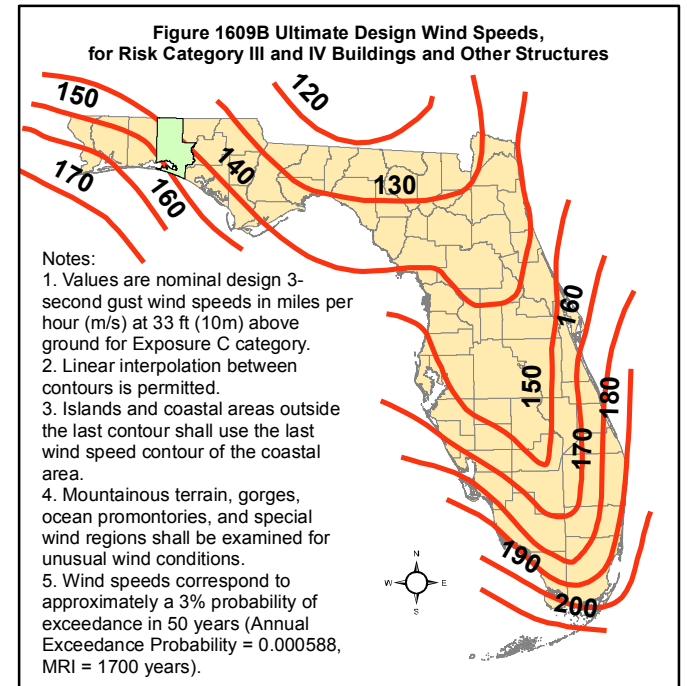 Figure 1609B Ultimate Design Wind Speeds,
for Risk Category III and IV Buildings and Other Structures
120
150
140
130
170
160
Notes:
1. Values are nominal design 3-
second gust wind speeds in miles per
hour (m/s) at 33 ft (10m) above
ground for Exposure C category.
2. Linear interpolation between
contours is permitted.
3. Islands and coastal areas outside
the last contour shall use the last
wind speed contour of the coastal
area.
4. Mountainous terrain, gorges,
ocean promontories, and special
wind regions shall be examined for
unusual wind conditions.
5. Wind speeds correspond to
approximately a 3% probability of
exceedance in 50 years (Annual
Exceedance Probability = 0.000588,
MRI = 1700 years).
160
150
180
170
190
200
N
W E
S